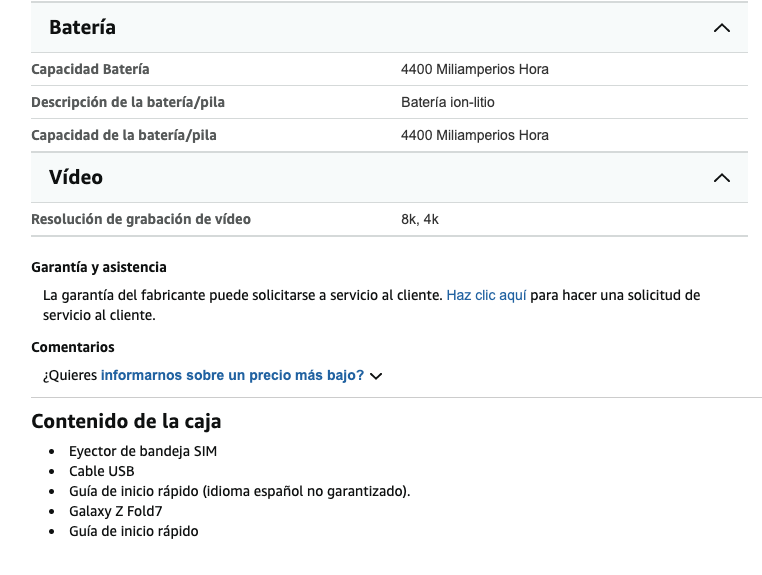 Batería
Capacidad Batería 4400 Miliamperios Hora
Descripción de la batería/pila Batería ion-litio
Capacidad de la batería/pila 4400 Miliamperios Hora
Vídeo
Resolución de grabación de vídeo 8k, 4k
Garantía y asistencia
La garantía del fabricante puede solicitarse a servicio al cliente. Haz clic aquí para hacer una solicitud de
servicio al cliente.
Comentarios
¿Quieres informarnos sobre un precio más bajo?
Contenido de la caja
• Eyector de bandeja SIM
• Cable USB
• Guía de inicio rápido (idioma español no garantizado).
• Galaxy Z Fold7
• Guía de inicio rápido